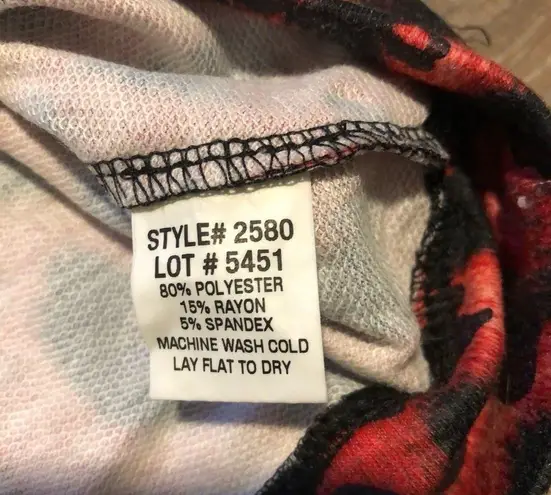 STYLE# 2580
LOT # 5451
80% POLYESTER
15% RAYON
5% SPANDEX
MACHINE WASH COLD
LAY FLAT TO DRY